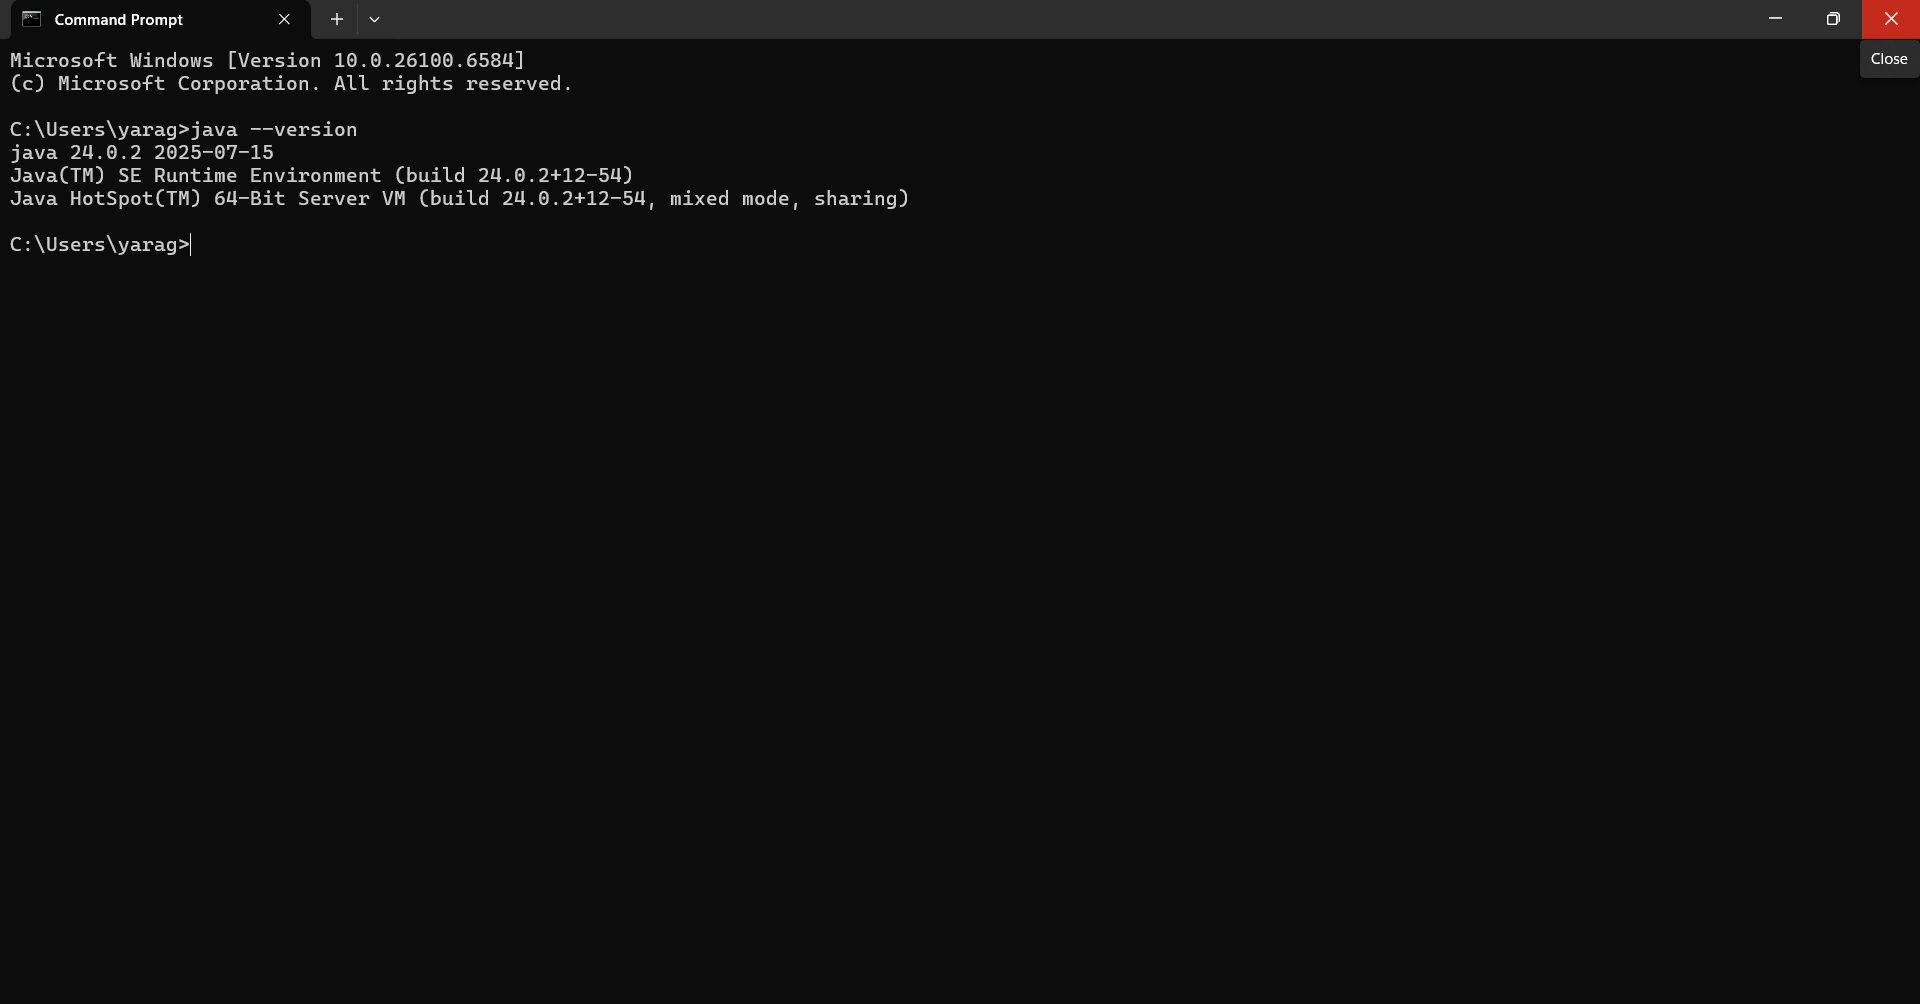 Command Prompt
Close
Microsoft Windows [Version 10.0.26100.6584]
(c) Microsoft Corporation. All rights reserved.
C:\Users\yarag>java --version
java 24.0.2 2025-07-15
Java(TM) SE Runtime Environment (build 24.0.2+12-54)
Java HotSpot(TM) 64-Bit Server VM (build 24.0.2+12-54, mixed mode, sharing)
C:\Users\yarag>